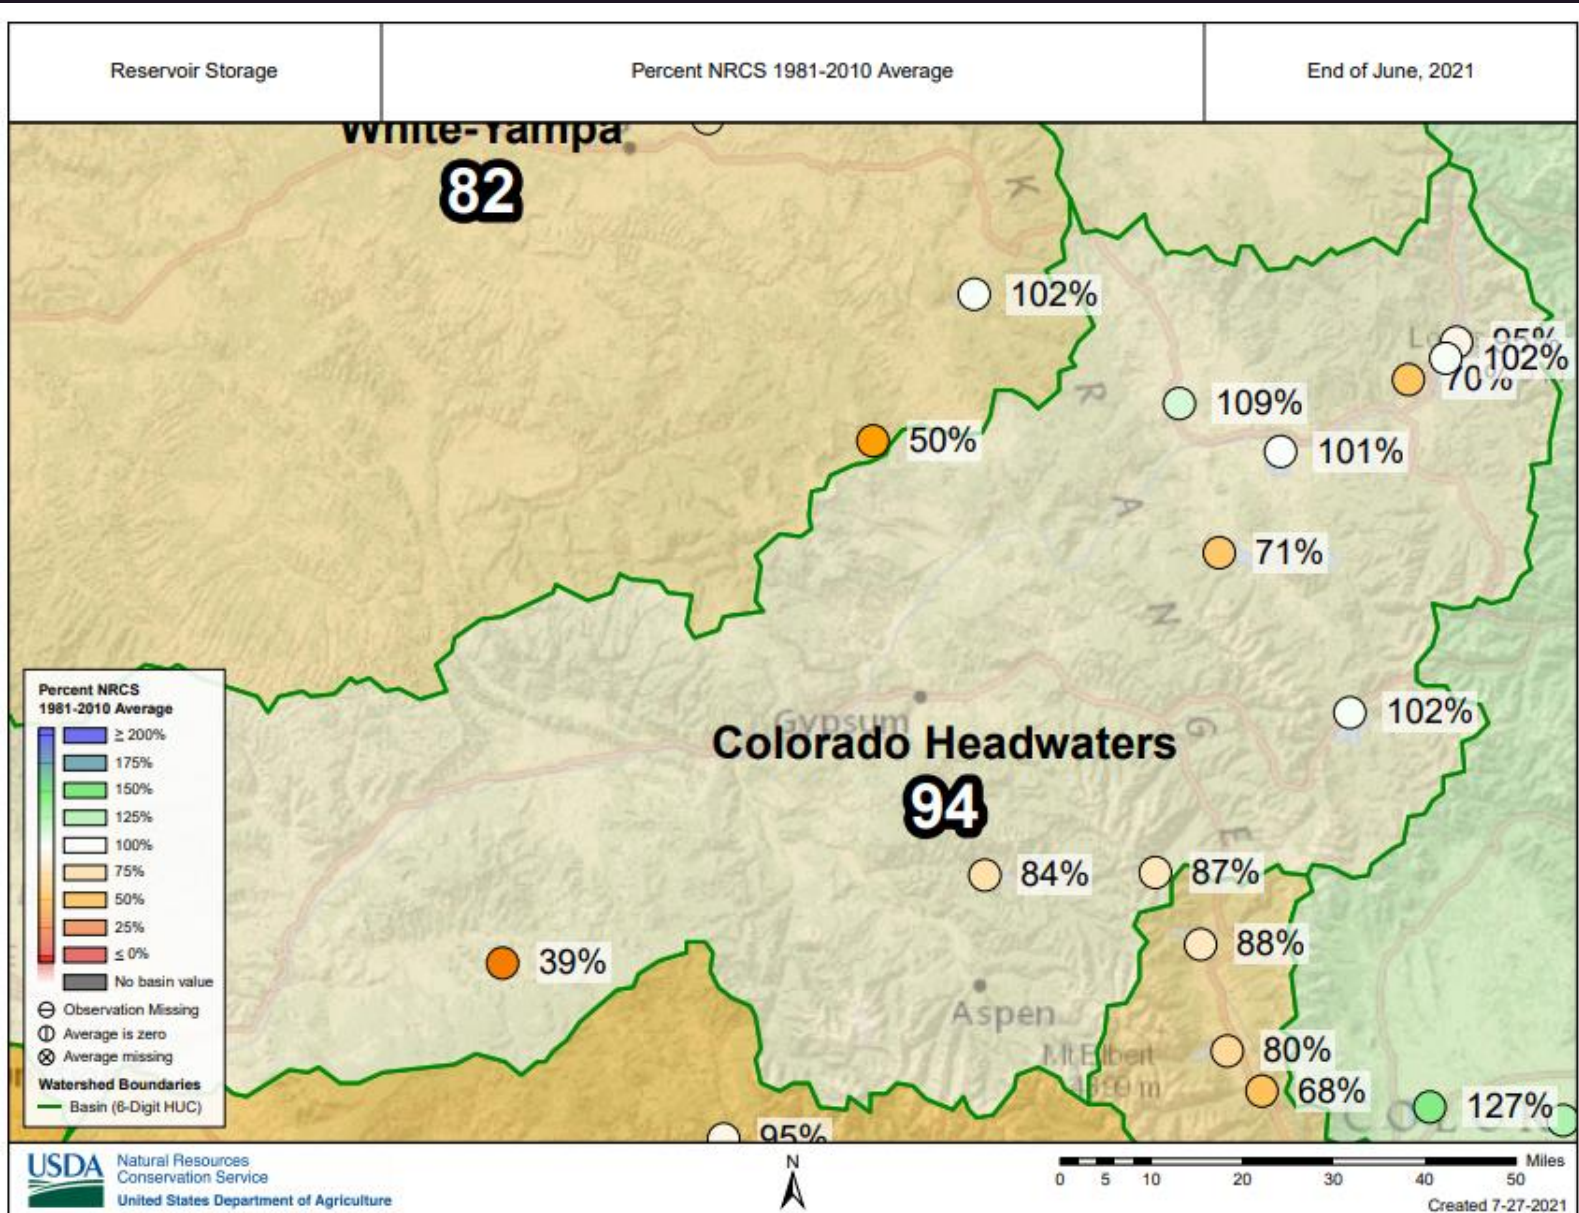 Reservoir Storage
Percent NRCS 1981-2010 Average
End of June, 2021
White-Yampa
82
K
102%
95%
102%
70%
R
109%
50%
101%
A
71%
N
Percent NRCS
1981-2010 Average
≥ 200%
175%
150%
125%
100%
75%
50%
25%
≤ 0%
No basin value
Observation Missing
Average is zero
Average missing
Watershed Boundaries
Basin (6-Digit HUC)
Gypsum
G
102%
Colorado Headwaters
94
E
84%
87%
88%
39%
Aspen
Mt Elbert
80%
68%
127%
95%
USDA
Natural Resources
Conservation Service
United States Department of Agriculture
N
0 5 10 20 30 40 50 Miles
Created 7-27-2021